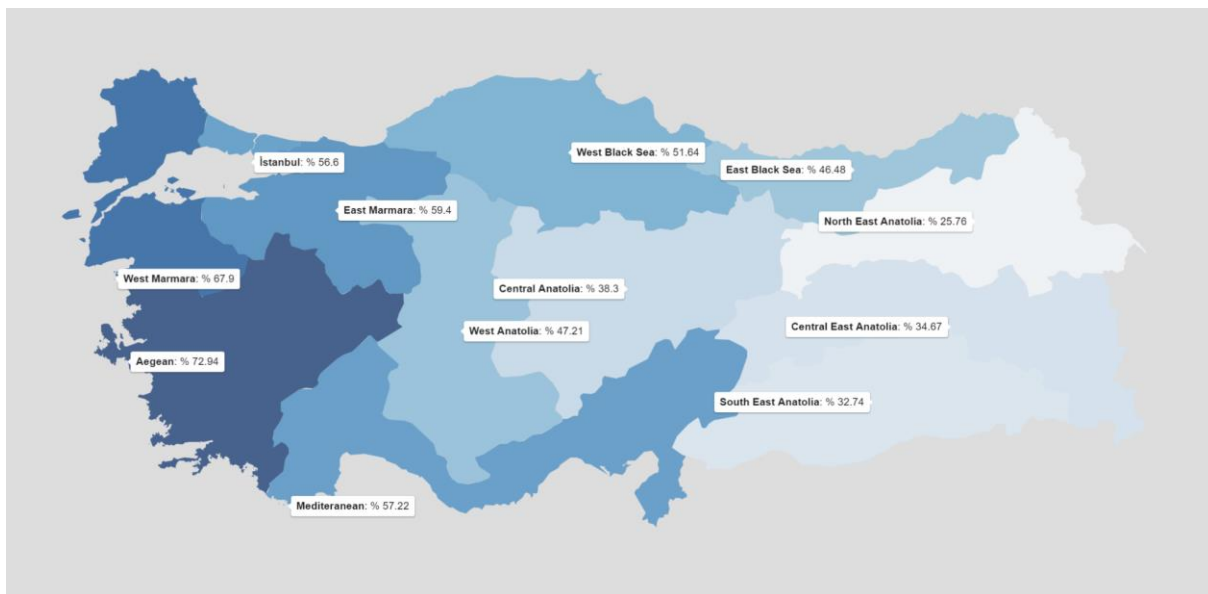 West Black Sea: % 51.64
İstanbul: % 56.6
East Black Sea: % 46.48
East Marmara: % 59.4
North East Anatolia: % 25.76
West Marmara: % 67.9
Central Anatolia: % 38.3
West Anatolia: % 47.21
Central East Anatolia: % 34.67
Aegean: % 72.94
South East Anatolia: % 32.74
Mediteranean: % 57.22